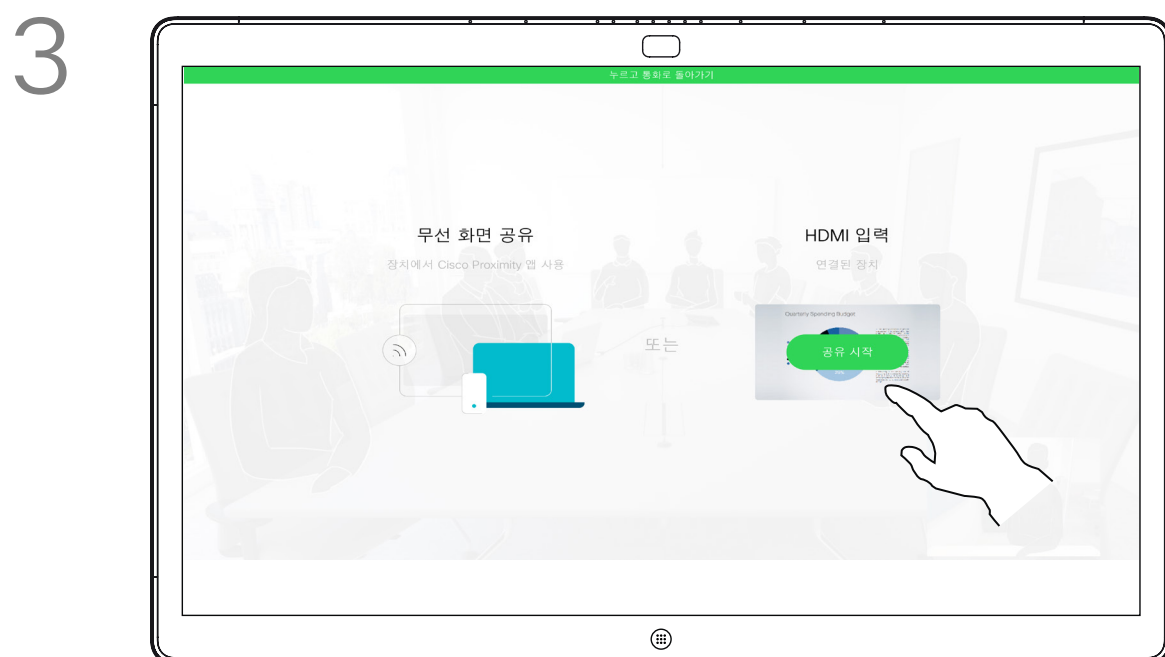 3
누르고 통화로 돌아가기
무선 화면 공유
장치에서 Cisco Proximity 앱 사용
또는
HDMI 입력
연결된 장치
Quarterly Spending Budget
공유 시작